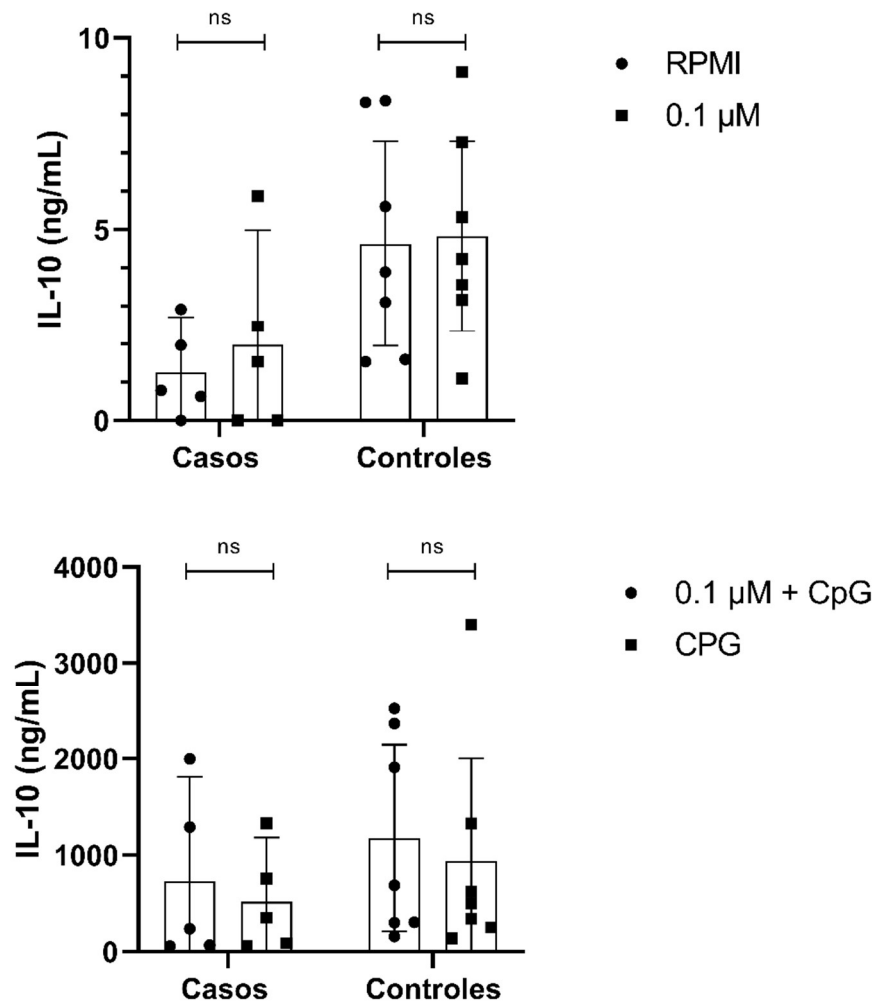 ns ns
10
5
0
IL-10 (ng/mL)
RPMI
0.1 µM
Casos Controles
ns ns
4000
3000
2000
1000
0
IL-10 (ng/mL)
0.1 µM + CpG
CPG
Casos Controles